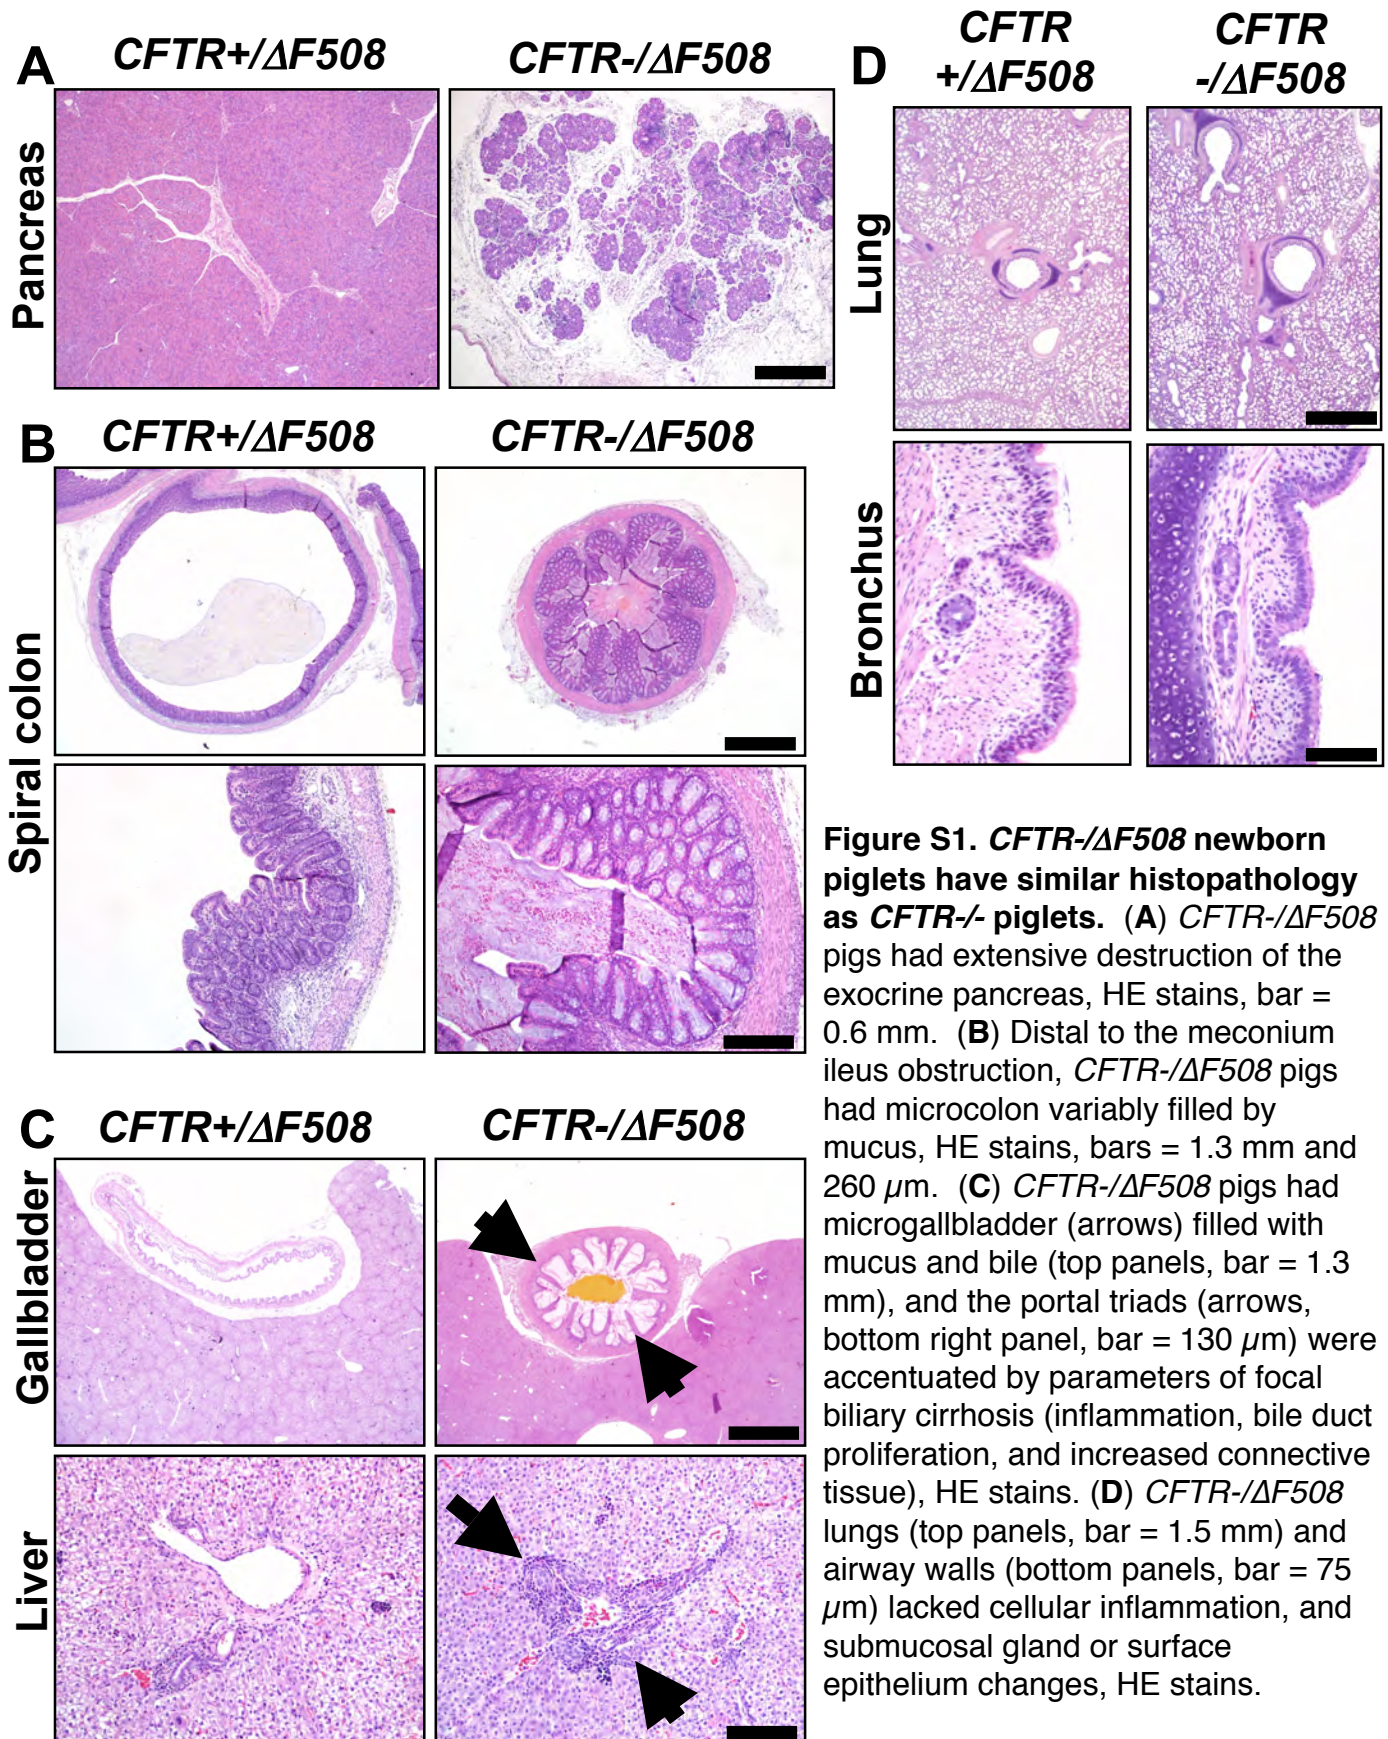 A
CFTR+/ΔF508
CFTR-/ΔF508
Pancreas
B
CFTR+/ΔF508
CFTR-/ΔF508
Spiral colon
C
CFTR+/ΔF508
CFTR-/ΔF508
Gallbladder
Liver
D
CFTR
+/ΔF508
CFTR
-/ΔF508
Lung
Bronchus
Figure S1. CFTR-/ΔF508 newborn
piglets have similar histopathology
as CFTR-/- piglets. (A) CFTR-/ΔF508
pigs had extensive destruction of the
exocrine pancreas, HE stains, bar =
0.6 mm. (B) Distal to the meconium
ileus obstruction, CFTR-/ΔF508 pigs
had microcolon variably filled by
mucus, HE stains, bars = 1.3 mm and
260 µm. (C) CFTR-/ΔF508 pigs had
microgallbladder (arrows) filled with
mucus and bile (top panels, bar = 1.3
mm), and the portal triads (arrows,
bottom right panel, bar = 130 µm) were
accentuated by parameters of focal
biliary cirrhosis (inflammation, bile duct
proliferation, and increased connective
tissue), HE stains. (D) CFTR-/ΔF508
lungs (top panels, bar = 1.5 mm) and
airway walls (bottom panels, bar = 75
µm) lacked cellular inflammation, and
submucosal gland or surface
epithelium changes, HE stains.